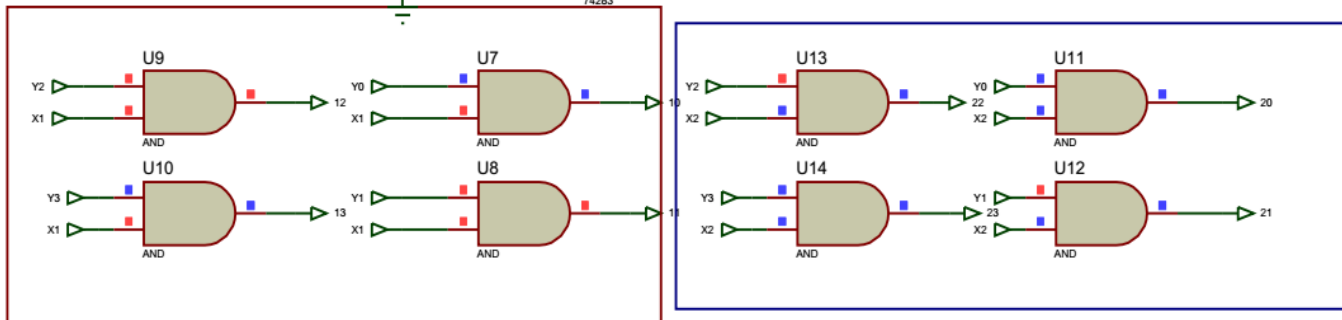 74283
U9
U7
U13
U11
Y2
12
Y0
10
Y2
22
Y0
20
X1
X1
X2
X2
AND
AND
AND
AND
U10
U8
U14
U12
Y3
13
Y1
11
Y3
23
Y1
21
X1
X1
X2
X2
AND
AND
AND
AND